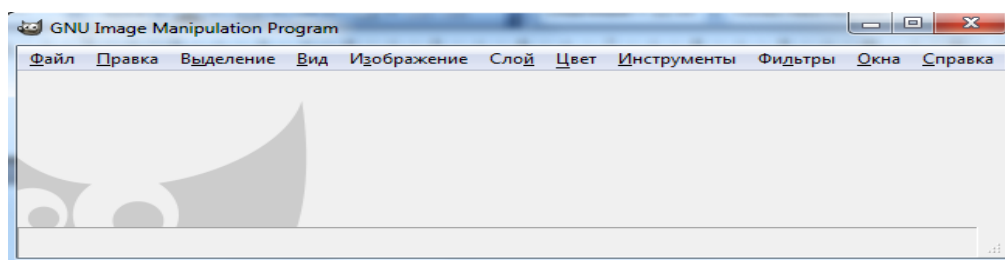 GNU Image Manipulation Program
Файл Правка Выделение Вид Изображение Слой Цвет Инструменты Фильтры Окна Справка